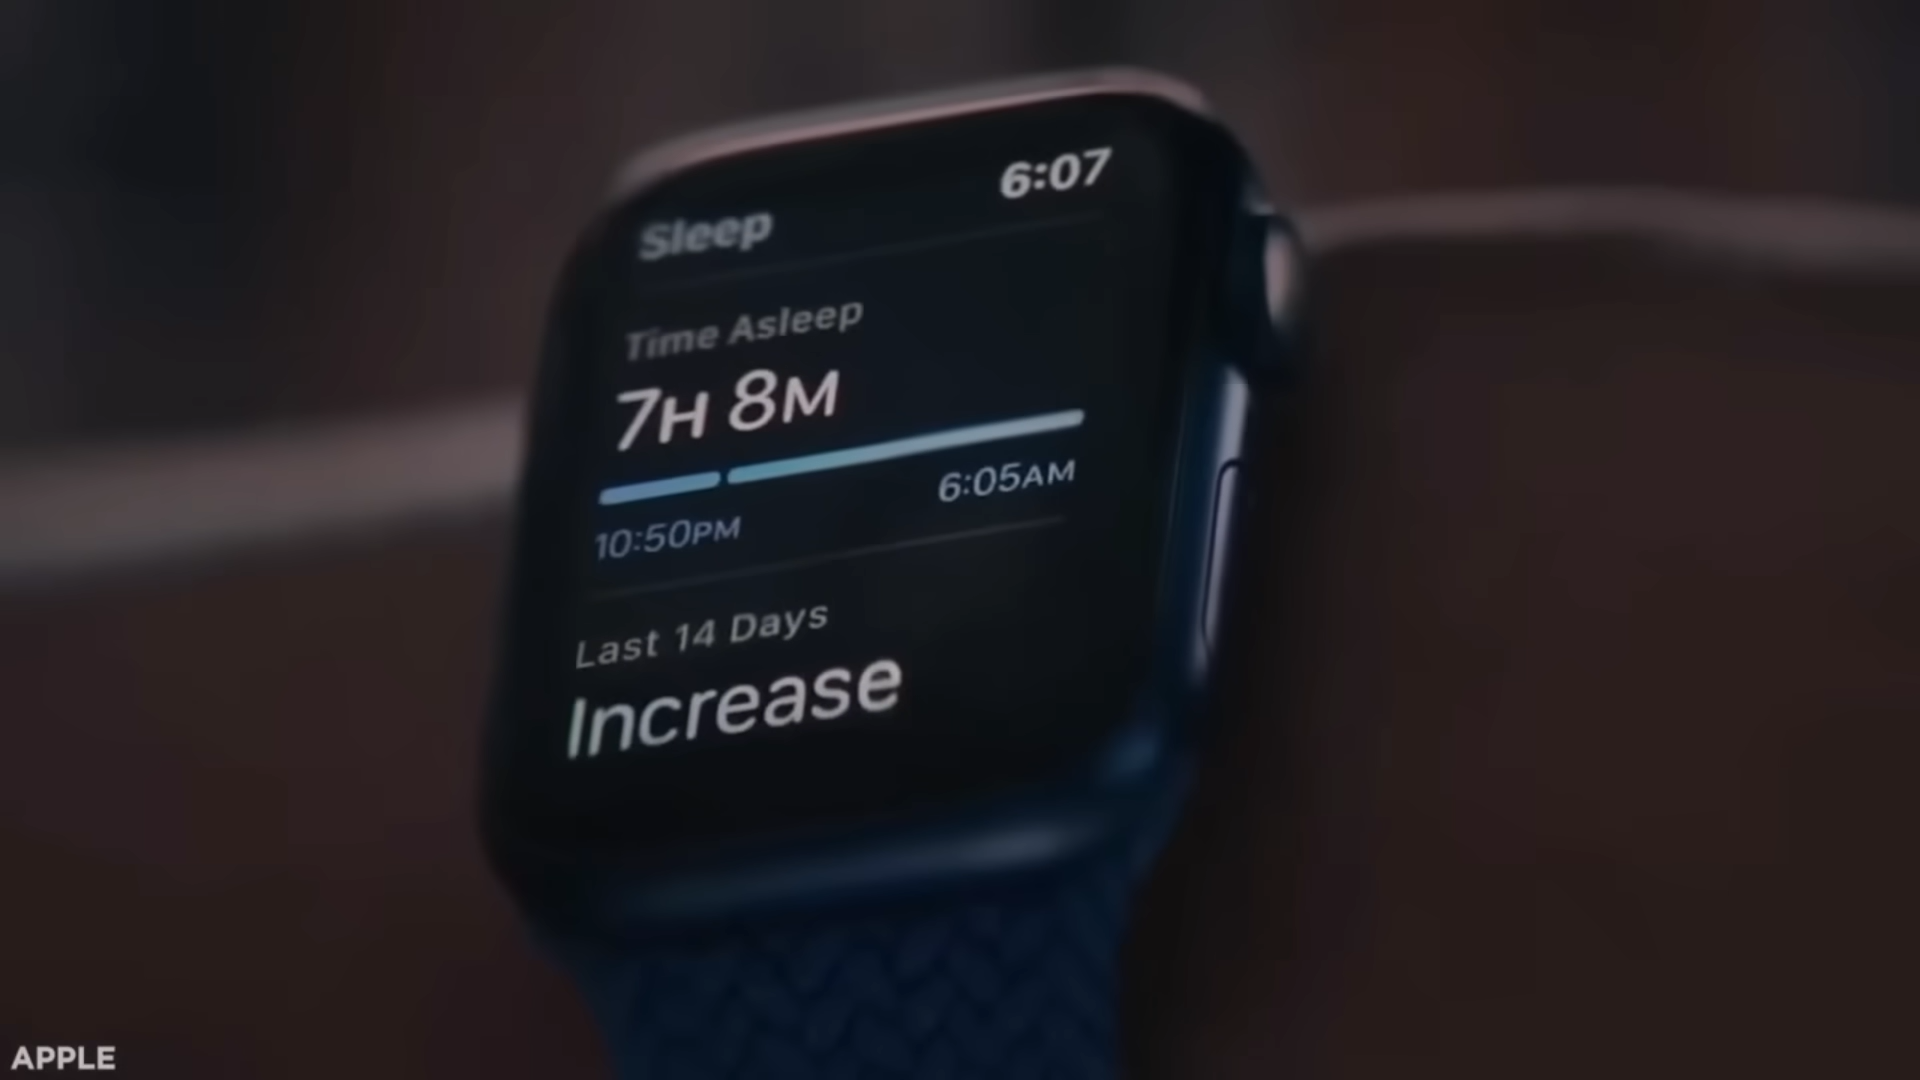 6:07
Sleep
Time Asleep
7H 8M
6:05AM
10:50PM
Last 14 Days
Increase
APPLE